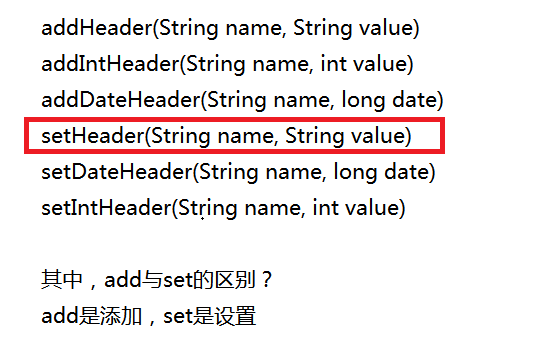 addHeader(String name, String value)
addIntHeader(String name, int value)
addDateHeader(String name, long date)
setHeader(String name, String value)
setDateHeader(String name, long date)
setIntHeader(String name, int value)
其中，add与set的区别？
add是添加，set是设置